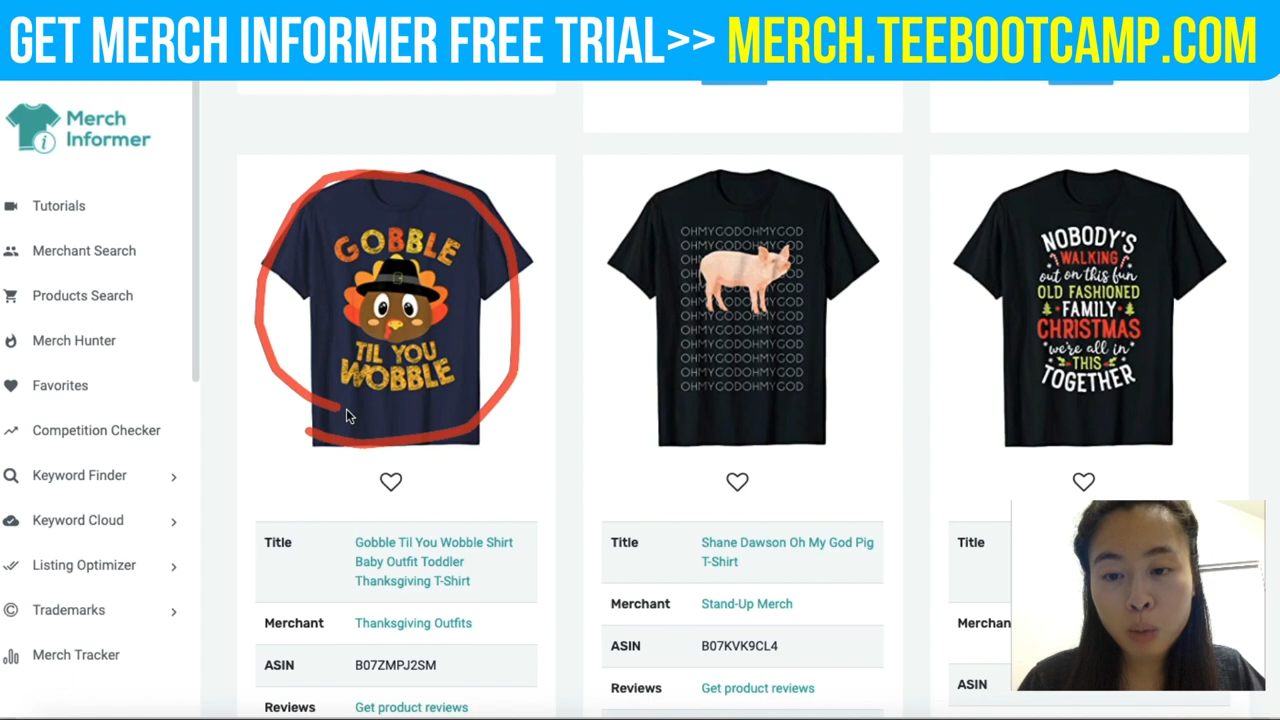 GET MERCH INFORMER FREE TRIAL>> MERCH.TEEBOOTCAMP.COM
Merch
Informer
Tutorials
Merchant Search
Products Search
Merch Hunter
Favorites
Competition Checker
Keyword Finder
Keyword Cloud
Listing Optimizer
Trademarks
Merch Tracker
GOBBLE
TIL YOU
WOBBLE
Title
Gobble Til You Wobble Shirt
Baby Outfit Toddler
Thanksgiving T-Shirt
Merchant
Thanksgiving Outfits
ASIN
B07ZMPJ2SM
Reviews
Get product reviews
OHMYGODOHMYGOD
OHMYGODOHMYGOD
OHMYGODOHMYGOD
OHMYGODOHMYGOD
OHMYGODOHMYGOD
OHMYGODOHMYGOD
OHMYGODOHMYGOD
OHMYGODOHMYGOD
OHMYGODOHMYGOD
OHMYGODOHMYGOD
OHMYGODOHMYGOD
OHMYGODOHMYGOD
Title
Shane Dawson Oh My God Pig
T-Shirt
Merchant
Stand-Up Merch
ASIN
B07KVK9CL4
Reviews
Get product reviews
NOBODY'S
WALKING
out on this fun
OLD FASHIONED
FAMILY
CHRISTMAS
we're all in
THIS
TOGETHER
Title
Merchan
ASIN